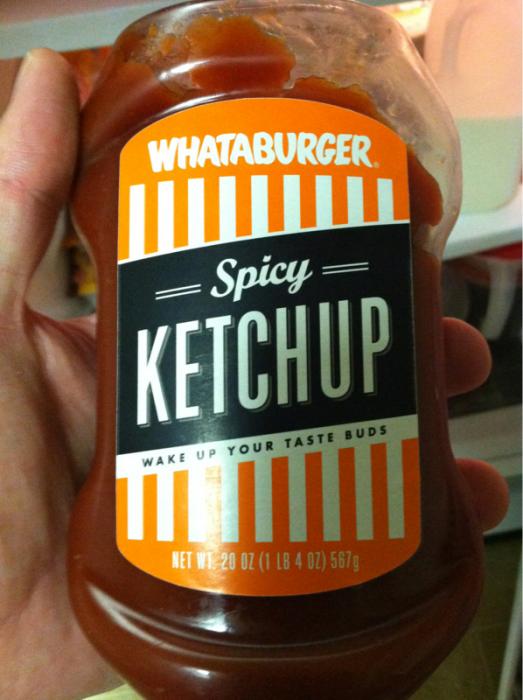 WHATABURGER®
Spicy
KETCHUP
WAKE UP YOUR TASTE BUDS
NET WT. 20 OZ (1 LB 4 OZ) 567g